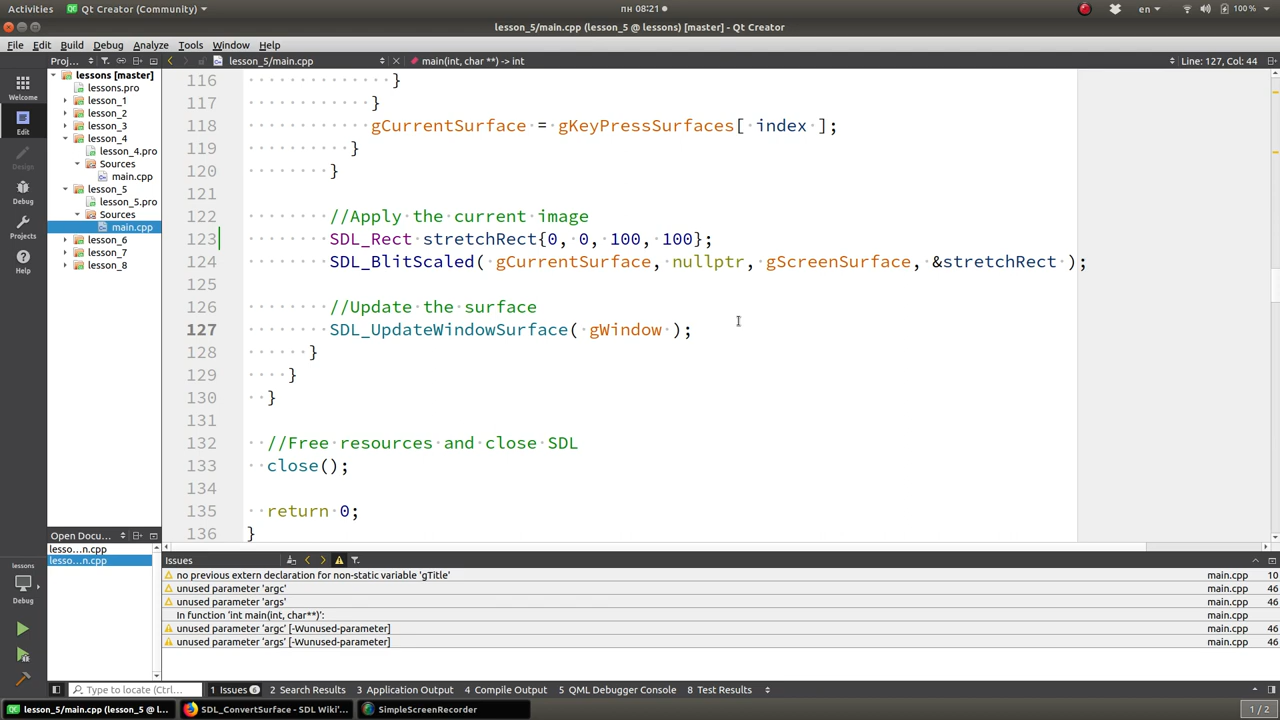 Activities Qt Creator (Community) пн 08:21 en 100 %
lesson_5/main.cpp (lesson_5 @ lessons) [master] - Qt Creator
File Edit Build Debug Analyze Tools Window Help
Proj... lesson_5/main.cpp main(int, char **) -> int Line: 127, Col: 44
Welcome
Edit
Design
Debug
Projects
Help
lessons
Debug
lessons [master]
lessons.pro
lesson_1
lesson_2
lesson_3
lesson_4
lesson_4.pro
Sources
main.cpp
lesson_5
lesson_5.pro
Sources
main.cpp
lesson_6
lesson_7
lesson_8
Open Docu...
lesso...n.cpp
lesso...n.cpp
116 }
117 }
118 gCurrentSurface = gKeyPressSurfaces[ index ];
119 }
120 }
121
122 //Apply the current image
123 SDL_Rect stretchRect{0, 0, 100, 100};
124 SDL_BlitScaled( gCurrentSurface, nullptr, gScreenSurface, &stretchRect );
125
126 //Update the surface
127 SDL_UpdateWindowSurface( gWindow );
128 }
129 }
130 }
131
132 //Free resources and close SDL
133 close();
134
135 return 0;
136 }
Issues
no previous extern declaration for non-static variable 'gTitle' main.cpp 10
unused parameter 'argc' main.cpp 46
unused parameter 'args' main.cpp 46
In function 'int main(int, char**)': main.cpp
unused parameter 'argc' [-Wunused-parameter] main.cpp 46
unused parameter 'args' [-Wunused-parameter] main.cpp 46
Type to locate (Ctrl... 1 Issues 6 2 Search Results 3 Application Output 4 Compile Output 5 QML Debugger Console 8 Test Results
main.cpp (lesson_5 @ lesson_5 @ l... SDL_ConvertSurface - SDL Wiki'... SimpleScreenRecorder 1 / 2